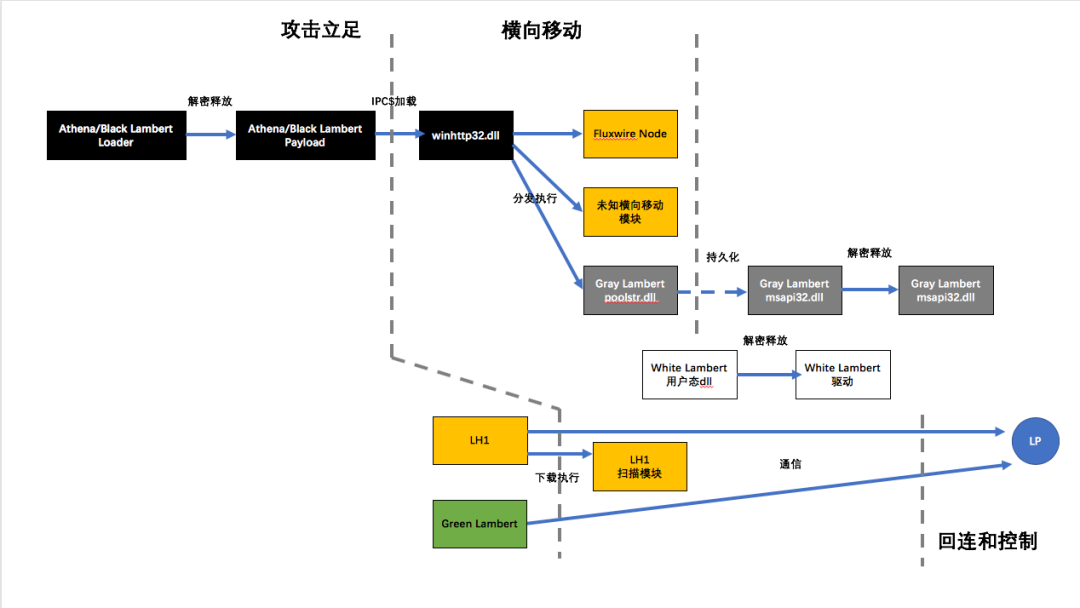 攻击立足
横向移动
解密释放
IPC$加载
Athena/Black Lambert
Loader
Athena/Black Lambert
Payload
winhttp32.dll
Fluxwire Node
分发执行
未知横向移动
模块
持久化
解密释放
Gray Lambert
poolstr.dll
Gray Lambert
msapi32.dll
Gray Lambert
msapi32.dll
解密释放
White Lambert
用户态dll
White Lambert
驱动
LH1
LP
LH1
扫描模块
下载执行
通信
Green Lambert
回连和控制